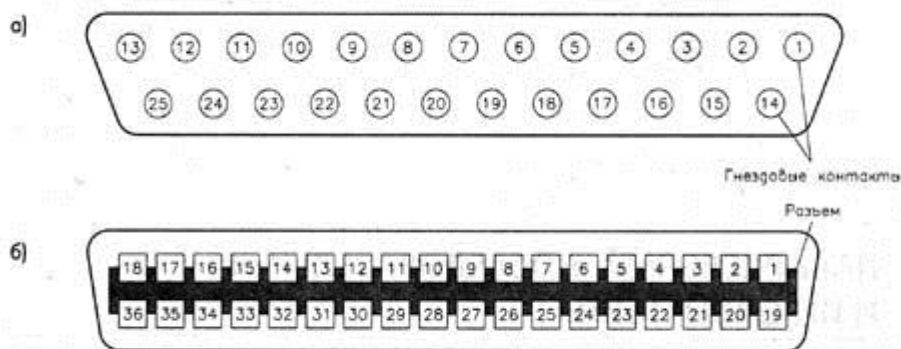 а)
13 12 11 10 9 8 7 6 5 4 3 2 1
25 24 23 22 21 20 19 18 17 16 15 14
Гнездовые контакты
Разъем
б)
18 17 16 15 14 13 12 11 10 9 8 7 6 5 4 3 2 1
36 35 34 33 32 31 30 29 28 27 26 25 24 23 22 21 20 19